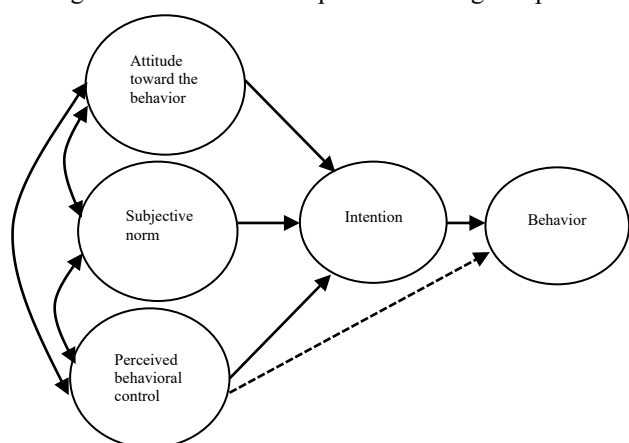 Attitude
toward the
behavior
Subjective
norm
Intention
Behavior
Perceived
behavioral
control